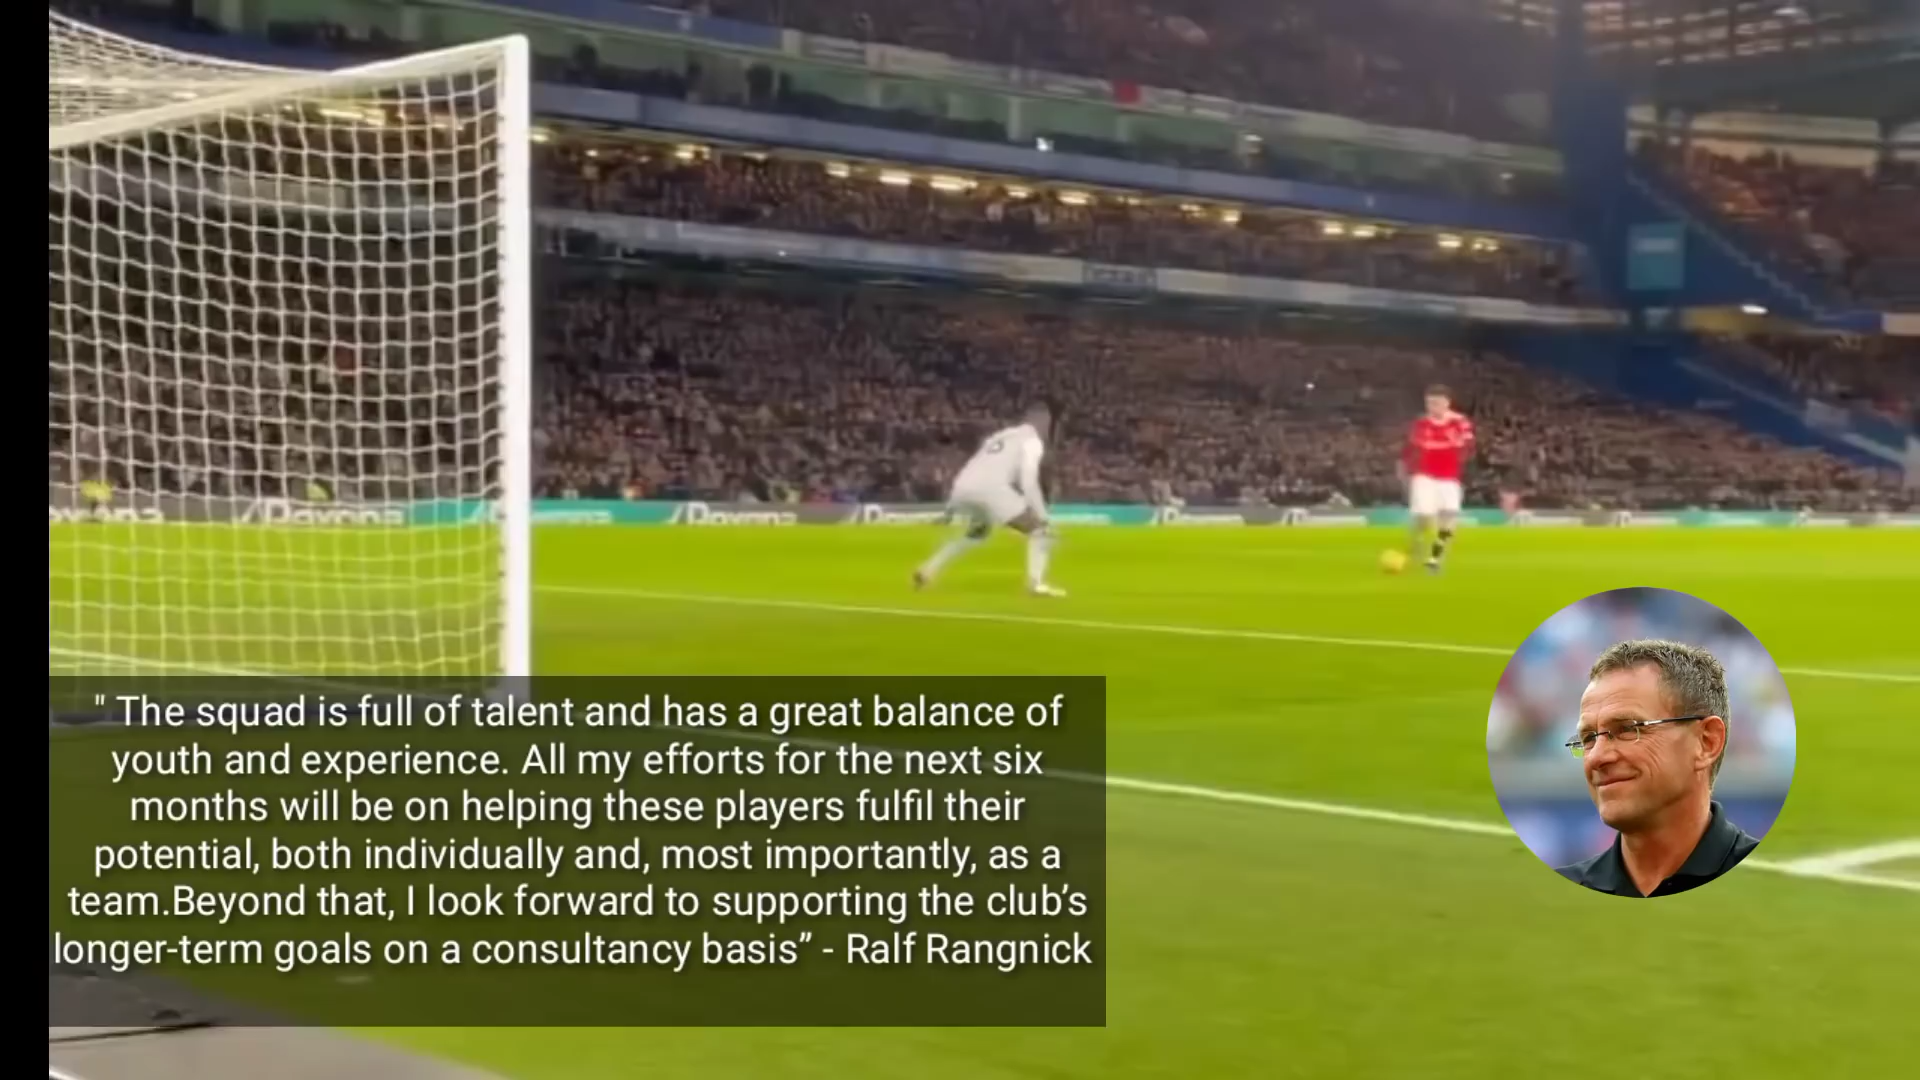 " The squad is full of talent and has a great balance of
youth and experience. All my efforts for the next six
months will be on helping these players fulfil their
potential, both individually and, most importantly, as a
team.Beyond that, I look forward to supporting the club’s
longer-term goals on a consultancy basis” - Ralf Rangnick